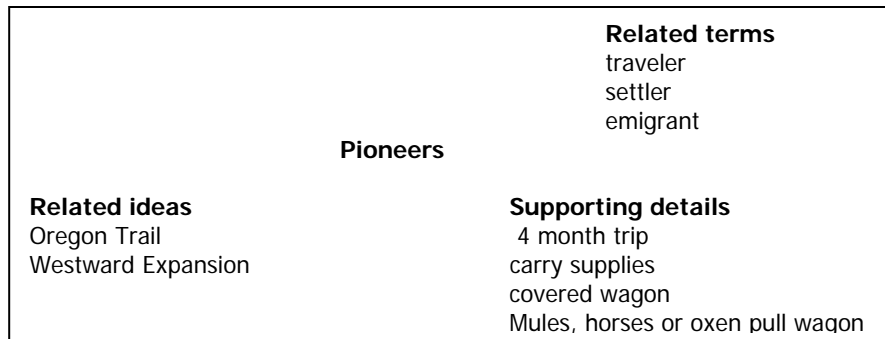 Related terms
traveler
settler
emigrant
Pioneers
Related ideas
Oregon Trail
Westward Expansion
Supporting details
4 month trip
carry supplies
covered wagon
Mules, horses or oxen pull wagon